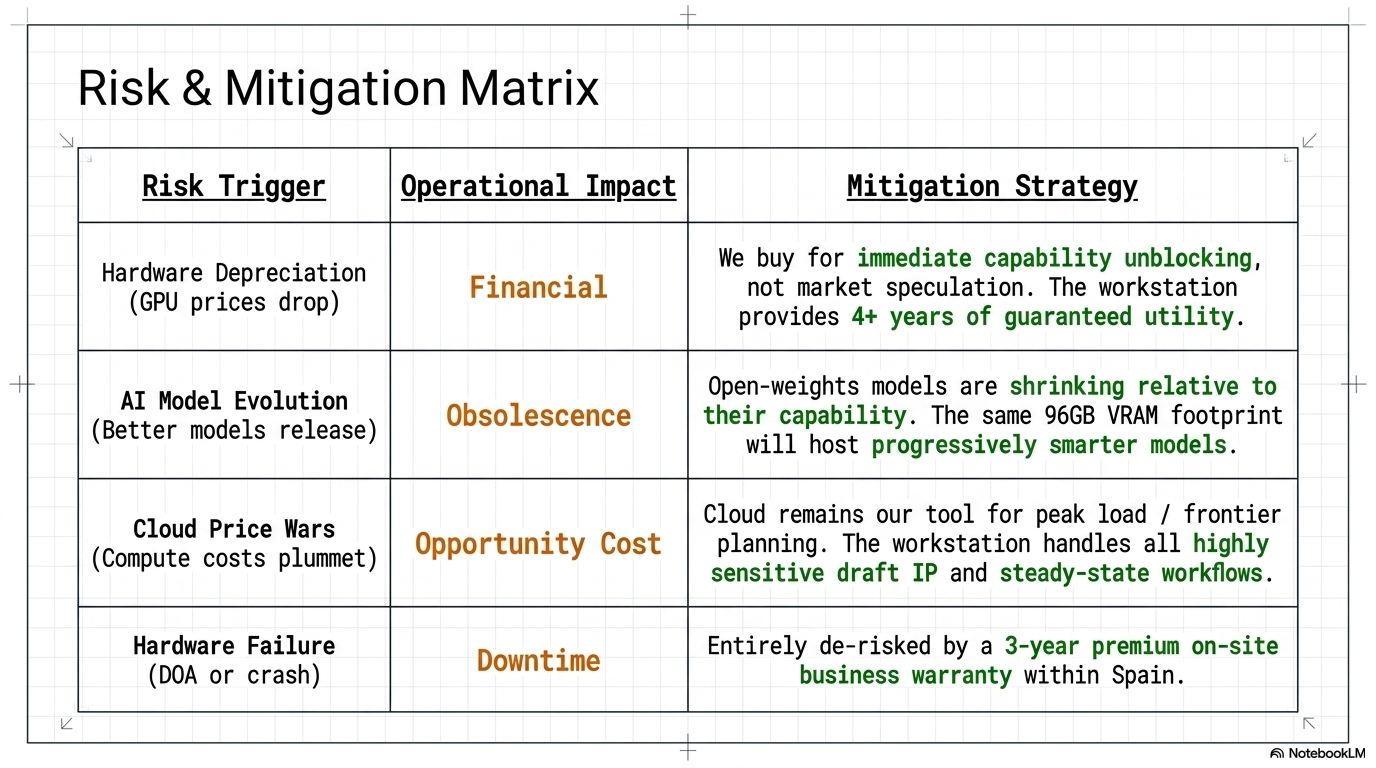 Risk & Mitigation Matrix
Risk Trigger
Operational Impact
Mitigation Strategy
Hardware Depreciation
(GPU prices drop)
Financial
We buy for immediate capability unblocking,
not market speculation. The workstation
provides 4+ years of guaranteed utility.
AI Model Evolution
(Better models release)
Obsolescence
Open-weights models are shrinking relative to
their capability. The same 96GB VRAM footprint
will host progressively smarter models.
Cloud Price Wars
(Compute costs plummet)
Opportunity Cost
Cloud remains our tool for peak load / frontier
planning. The workstation handles all highly
sensitive draft IP and steady-state workflows.
Hardware Failure
(DOA or crash)
Downtime
Entirely de-risked by a 3-year premium on-site
business warranty within Spain.
NotebookLM